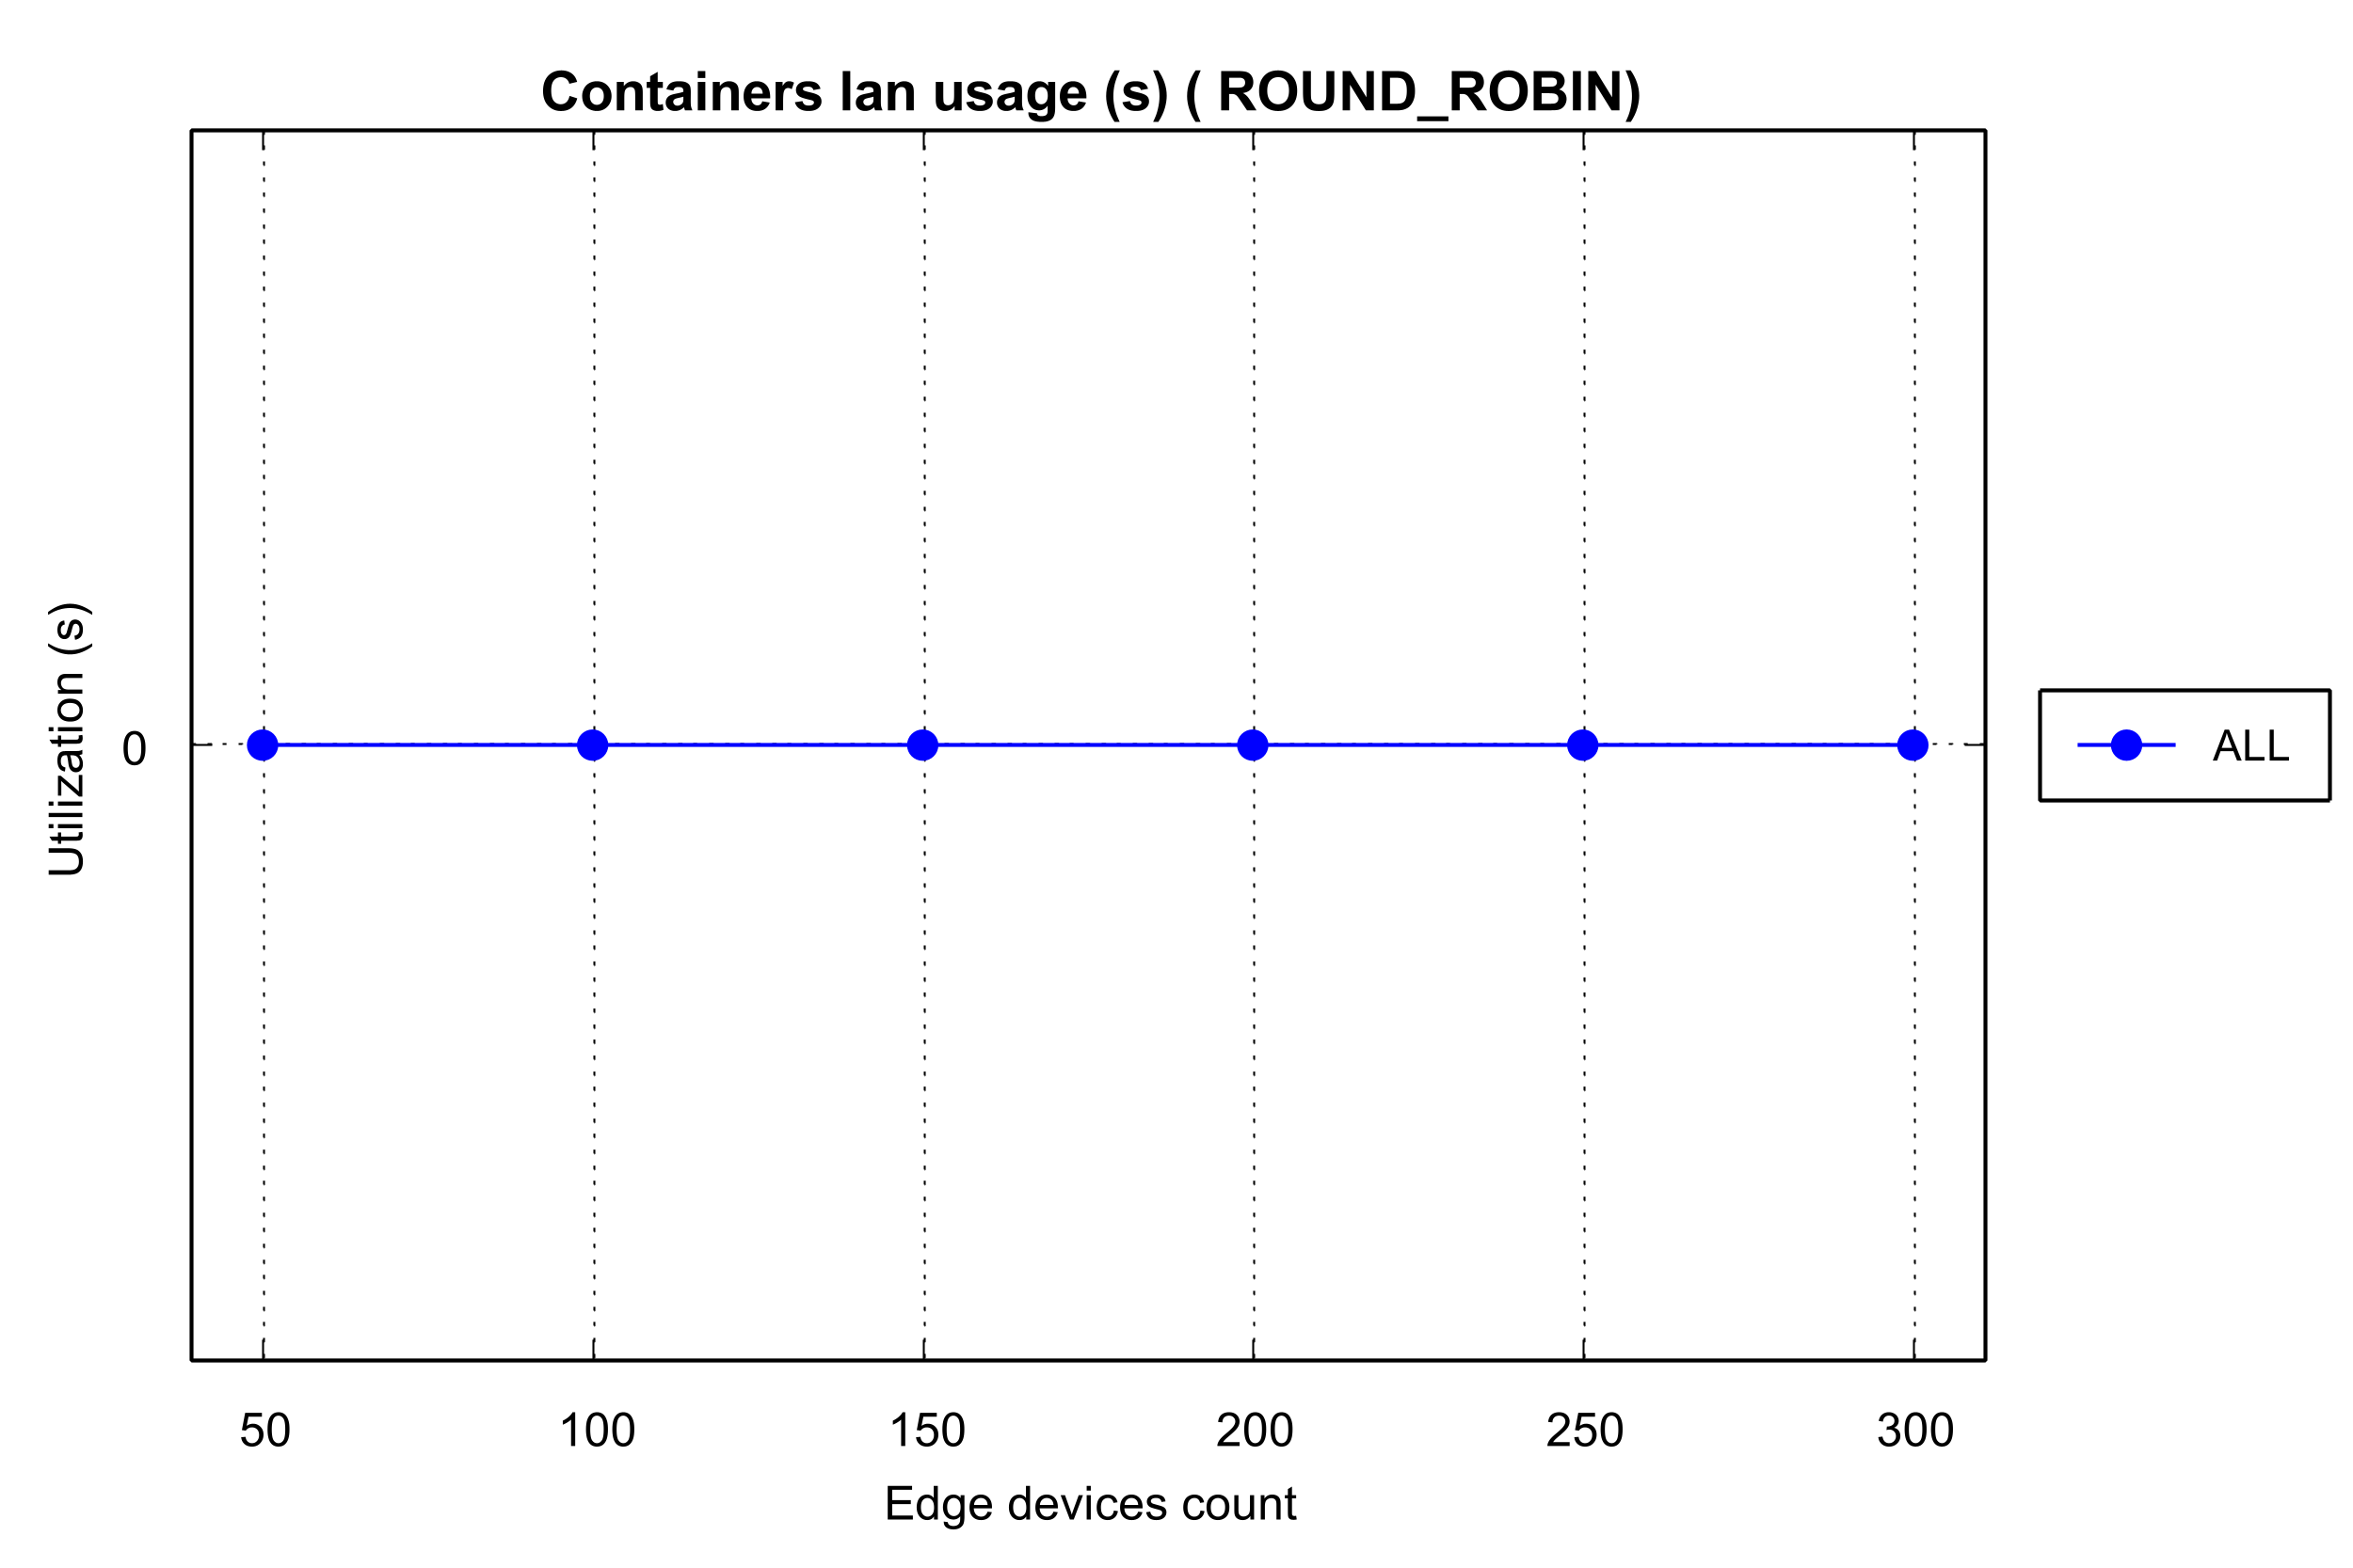 Containers lan usage (s) ( ROUND_ROBIN)
Utilization (s)
0
ALL
50 100 150 200 250 300
Edge devices count